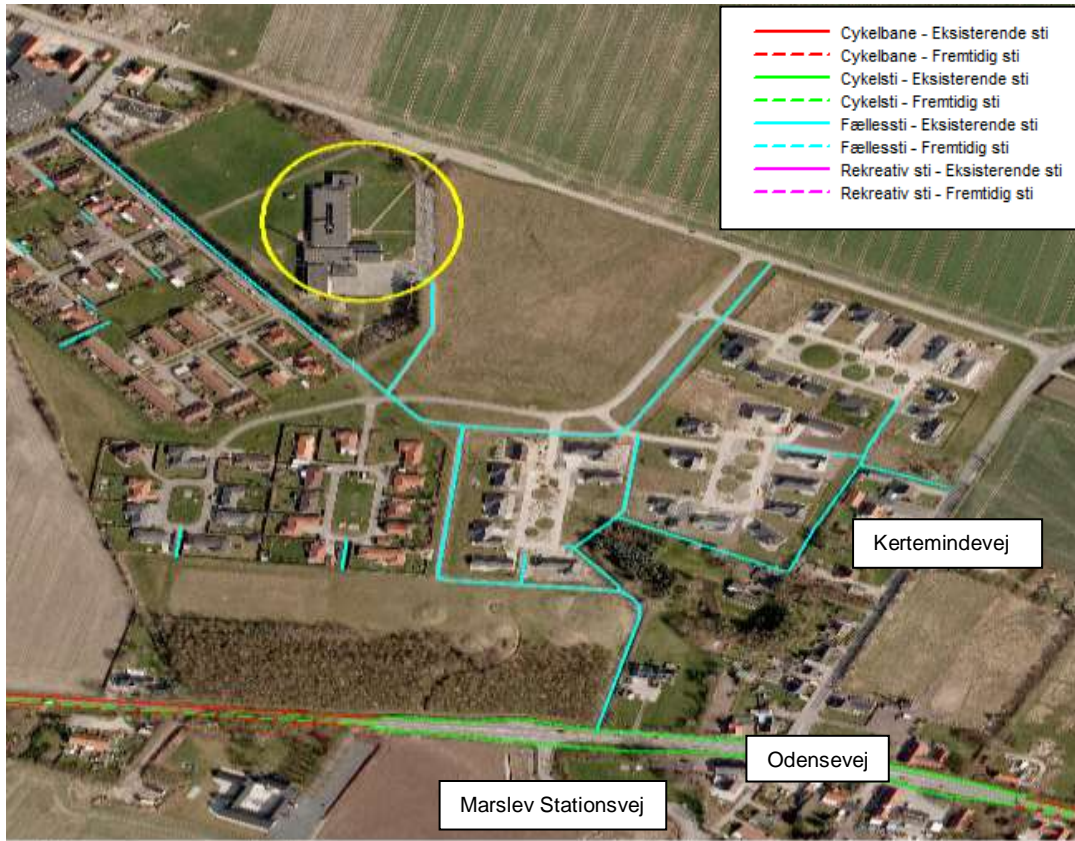 Cykelbane - Eksisterende sti
Cykelbane - Fremtidig sti
Cykelsti - Eksisterende sti
Cykelsti - Fremtidig sti
Fællessti - Eksisterende sti
Fællessti - Fremtidig sti
Rekreativ sti - Eksisterende sti
Rekreativ sti - Fremtidig sti
Kertemindevej
Odensevej
Marslev Stationsvej